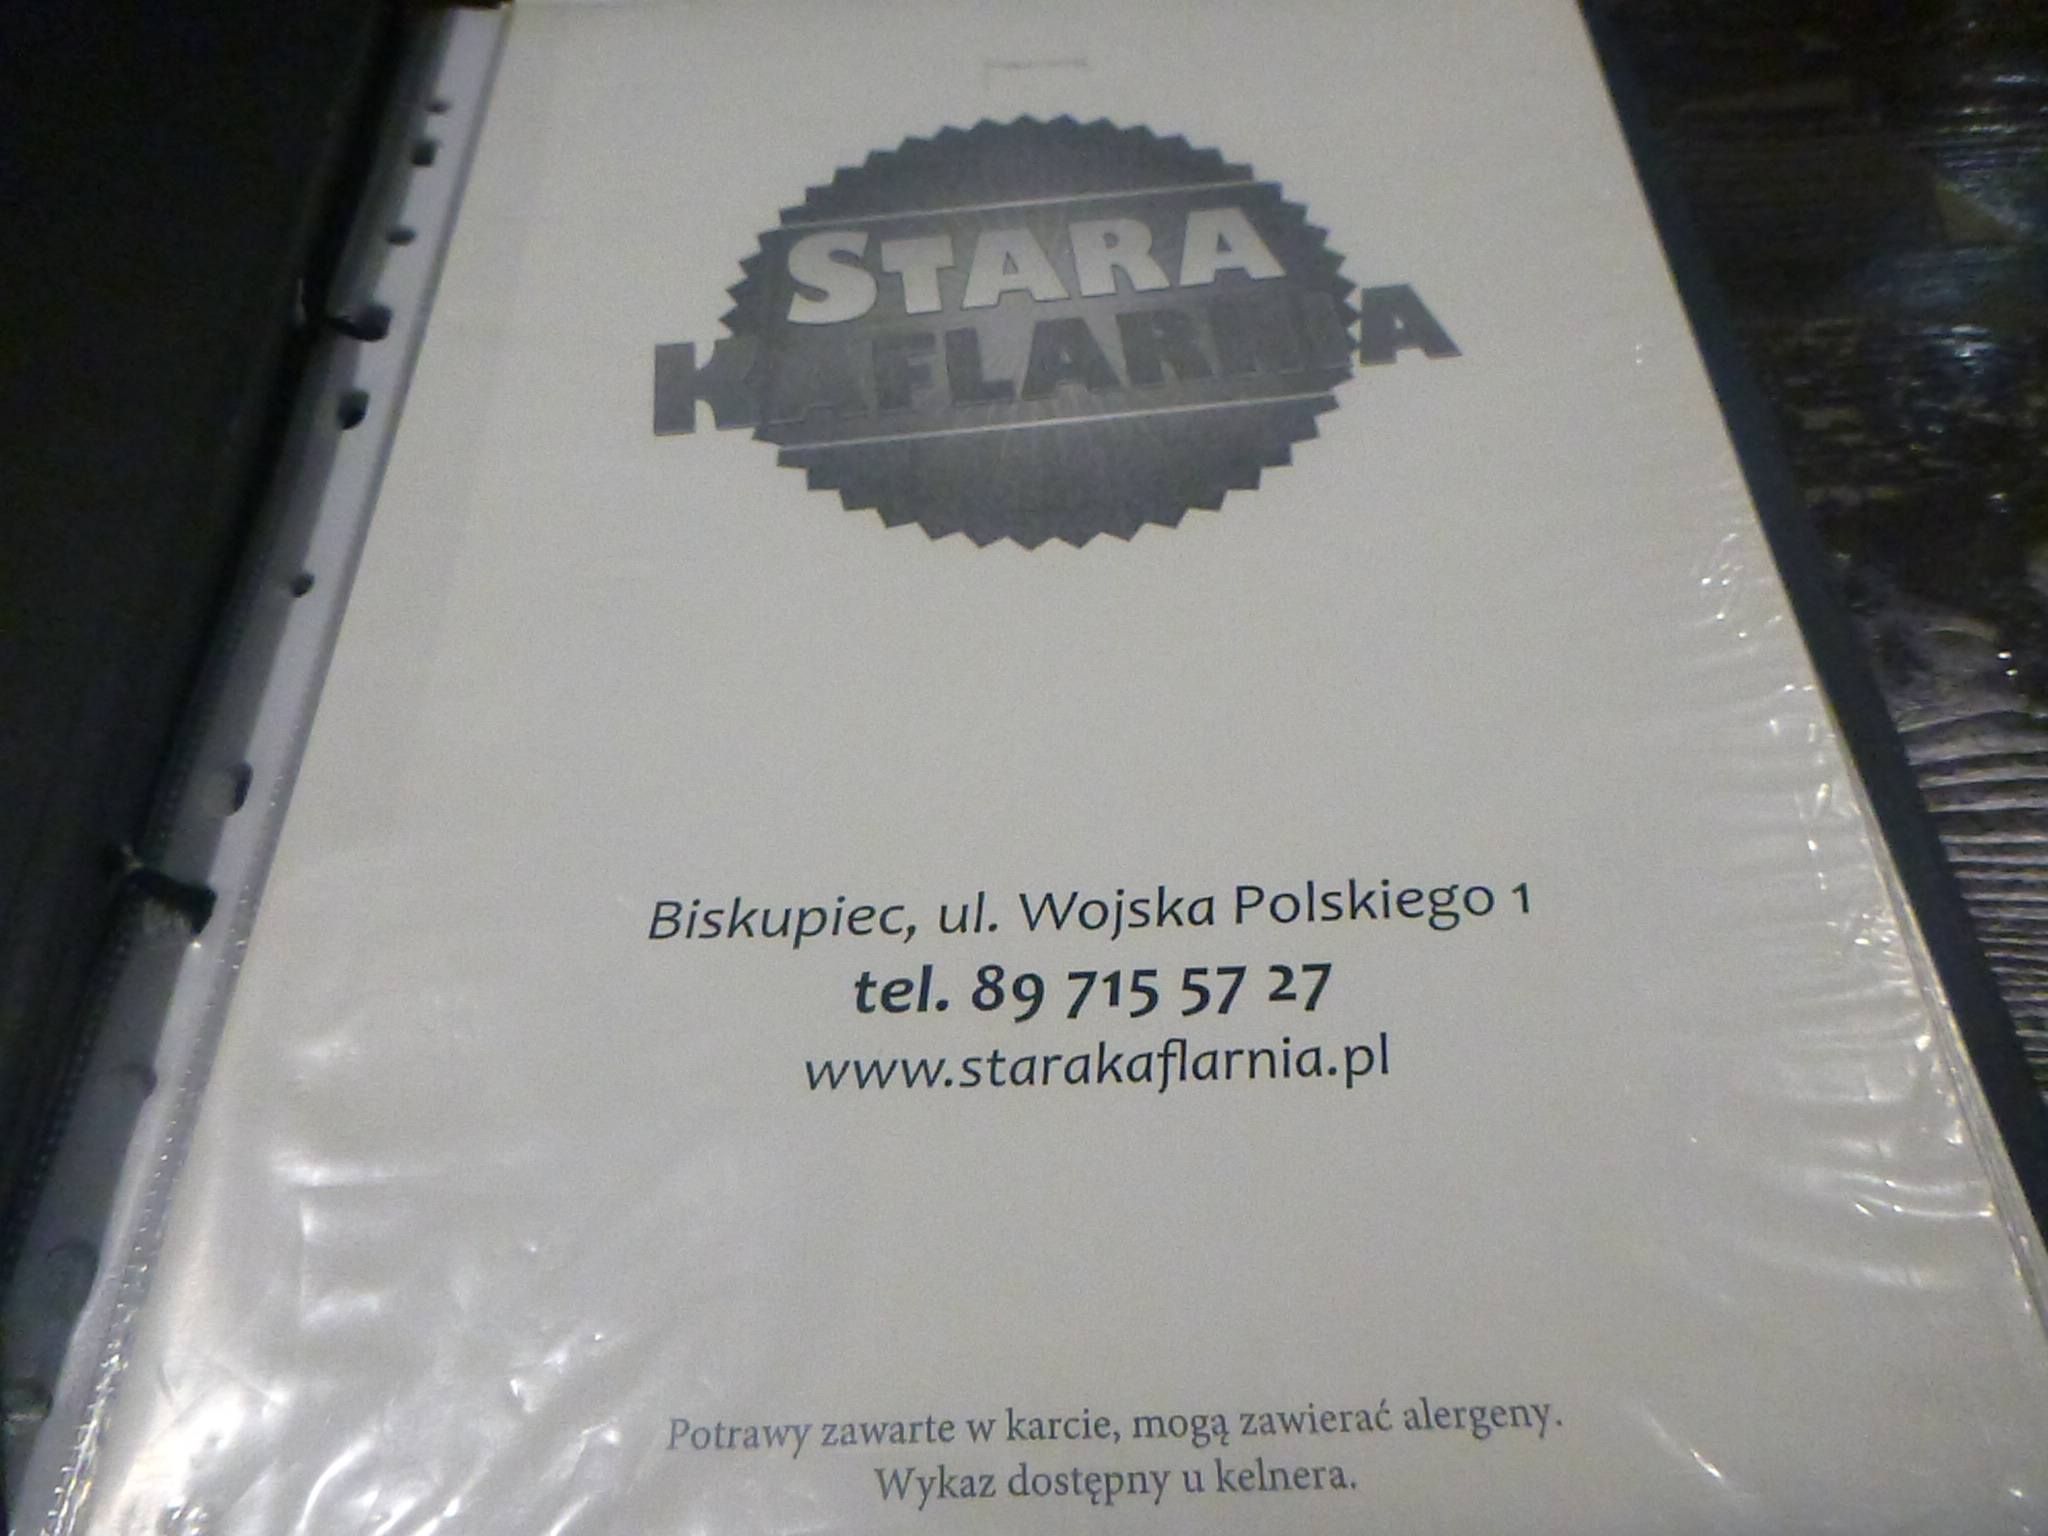 STARA
KAFLARNIA
Biskupiec, ul. Wojska Polskiego 1
tel. 89 715 57 27
www.starakaflarnia.pl
Potrawy zawarte w karcie, mogą zawierać alergeny.
Wykaz dostępny u kelnera.